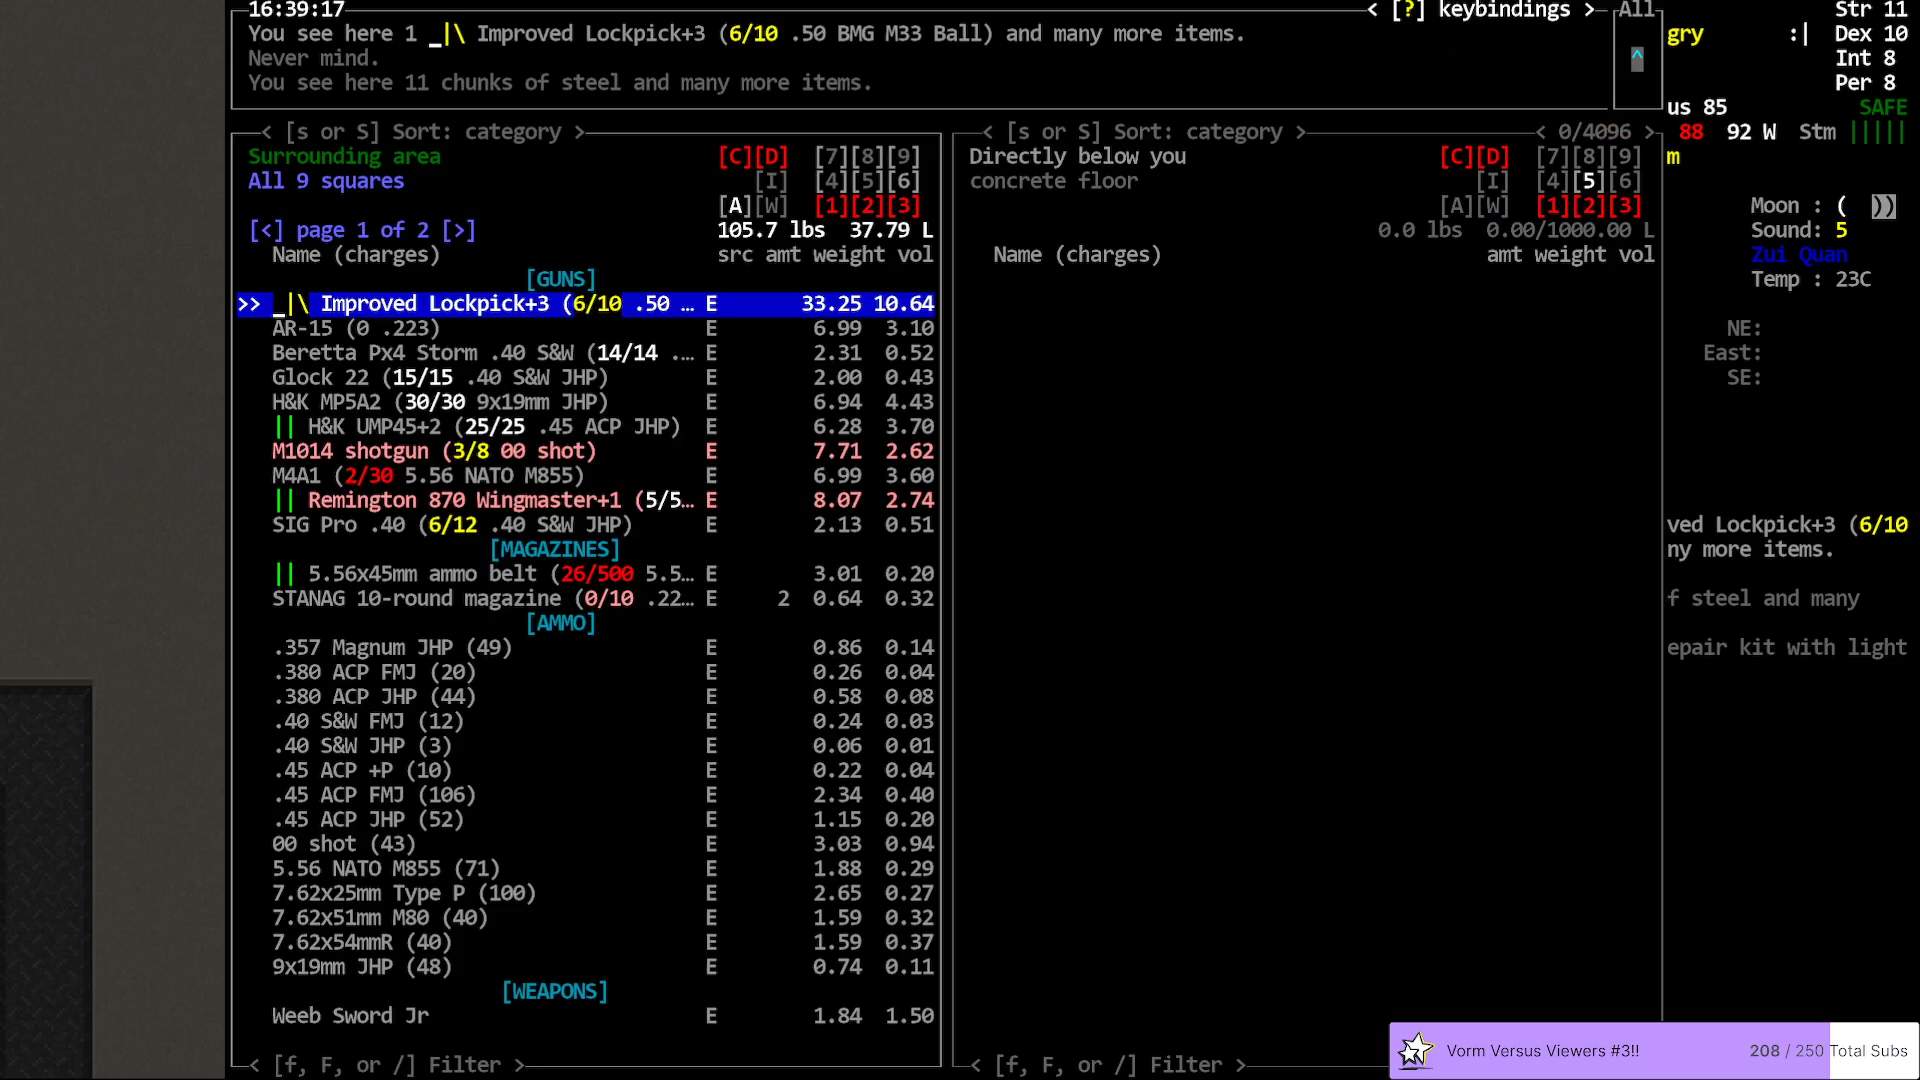 16:39:17 < [?] keybindings > All Str 11
You see here 1 _|\ Improved Lockpick+3 (6/10 .50 BMG M33 Ball) and many more items. ^ gry :| Dex 10
Never mind. Int 8
You see here 11 chunks of steel and many more items. Per 8
us 85 SAFE
< [s or S] Sort: category > < [s or S] Sort: category > < 0/4096 > 88 92 W Stm |||||
Surrounding area [C][D] [7][8][9] Directly below you [C][D] [7][8][9] m
All 9 squares [I] [4][5][6] concrete floor [I] [4][5][6]
[A][W] [1][2][3] [A][W] [1][2][3] Moon : ( ))
[<] page 1 of 2 [>] 105.7 lbs 37.79 L 0.0 lbs 0.00/1000.00 L Sound: 5
Name (charges) src amt weight vol Name (charges) amt weight vol Zui Quan
[GUNS] Temp : 23C
>> _|\ Improved Lockpick+3 (6/10 .50 … E 33.25 10.64
AR-15 (0 .223) E 6.99 3.10 NE:
Beretta Px4 Storm .40 S&W (14/14 .… E 2.31 0.52 East:
Glock 22 (15/15 .40 S&W JHP) E 2.00 0.43 SE:
H&K MP5A2 (30/30 9x19mm JHP) E 6.94 4.43
|| H&K UMP45+2 (25/25 .45 ACP JHP) E 6.28 3.70
M1014 shotgun (3/8 00 shot) E 7.71 2.62
M4A1 (2/30 5.56 NATO M855) E 6.99 3.60
|| Remington 870 Wingmaster+1 (5/5… E 8.07 2.74
SIG Pro .40 (6/12 .40 S&W JHP) E 2.13 0.51 ved Lockpick+3 (6/10
[MAGAZINES] ny more items.
|| 5.56x45mm ammo belt (26/500 5.5… E 3.01 0.20
STANAG 10-round magazine (0/10 .22… E 2 0.64 0.32 f steel and many
[AMMO]
.357 Magnum JHP (49) E 0.86 0.14 epair kit with light
.380 ACP FMJ (20) E 0.26 0.04
.380 ACP JHP (44) E 0.58 0.08
.40 S&W FMJ (12) E 0.24 0.03
.40 S&W JHP (3) E 0.06 0.01
.45 ACP +P (10) E 0.22 0.04
.45 ACP FMJ (106) E 2.34 0.40
.45 ACP JHP (52) E 1.15 0.20
00 shot (43) E 3.03 0.94
5.56 NATO M855 (71) E 1.88 0.29
7.62x25mm Type P (100) E 2.65 0.27
7.62x51mm M80 (40) E 1.59 0.32
7.62x54mmR (40) E 1.59 0.37
9x19mm JHP (48) E 0.74 0.11
[WEAPONS]
Weeb Sword Jr E 1.84 1.50
Vorm Versus Viewers #3!! 208 / 250 Total Subs
< [f, F, or /] Filter > < [f, F, or /] Filter >